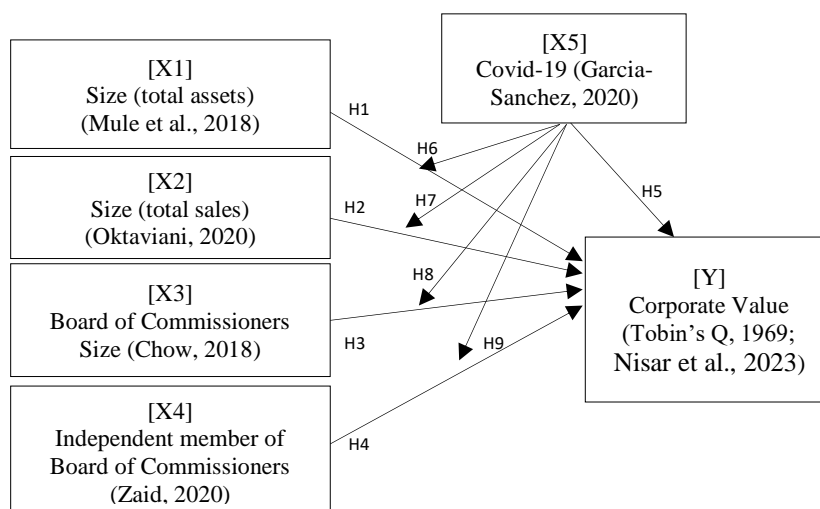 [X1]
Size (total assets)
(Mule et al., 2018)
[X5]
Covid-19 (Garcia-
Sanchez, 2020)
H1
H6
[X2]
Size (total sales)
(Oktaviani, 2020)
H2
H7
H5
[X3]
Board of Commissioners
Size (Chow, 2018)
H8
H3
H9
[Y]
Corporate Value
(Tobin’s Q, 1969;
Nisar et al., 2023)
[X4]
Independent member of
Board of Commissioners
(Zaid, 2020)
H4